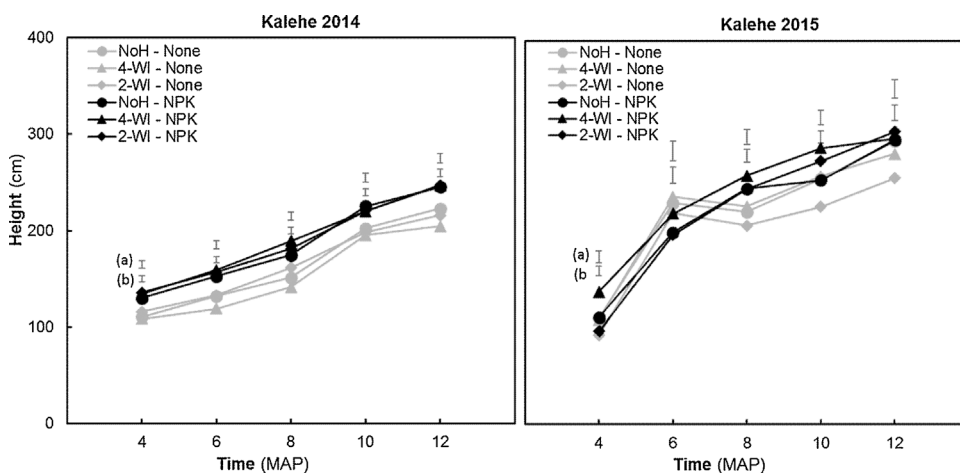 Kalehe 2014
400
300
200
100
0
Height (cm)
NoH - None
4-WI - None
2-WI - None
NoH - NPK
4-WI - NPK
2-WI - NPK
(a)
(b)
4 6 8 10 12
Time (MAP)
Kalehe 2015
NoH - None
4-WI - None
2-WI - None
NoH - NPK
4-WI - NPK
2-WI - NPK
(a)
(b
4 6 8 10 12
Time (MAP)